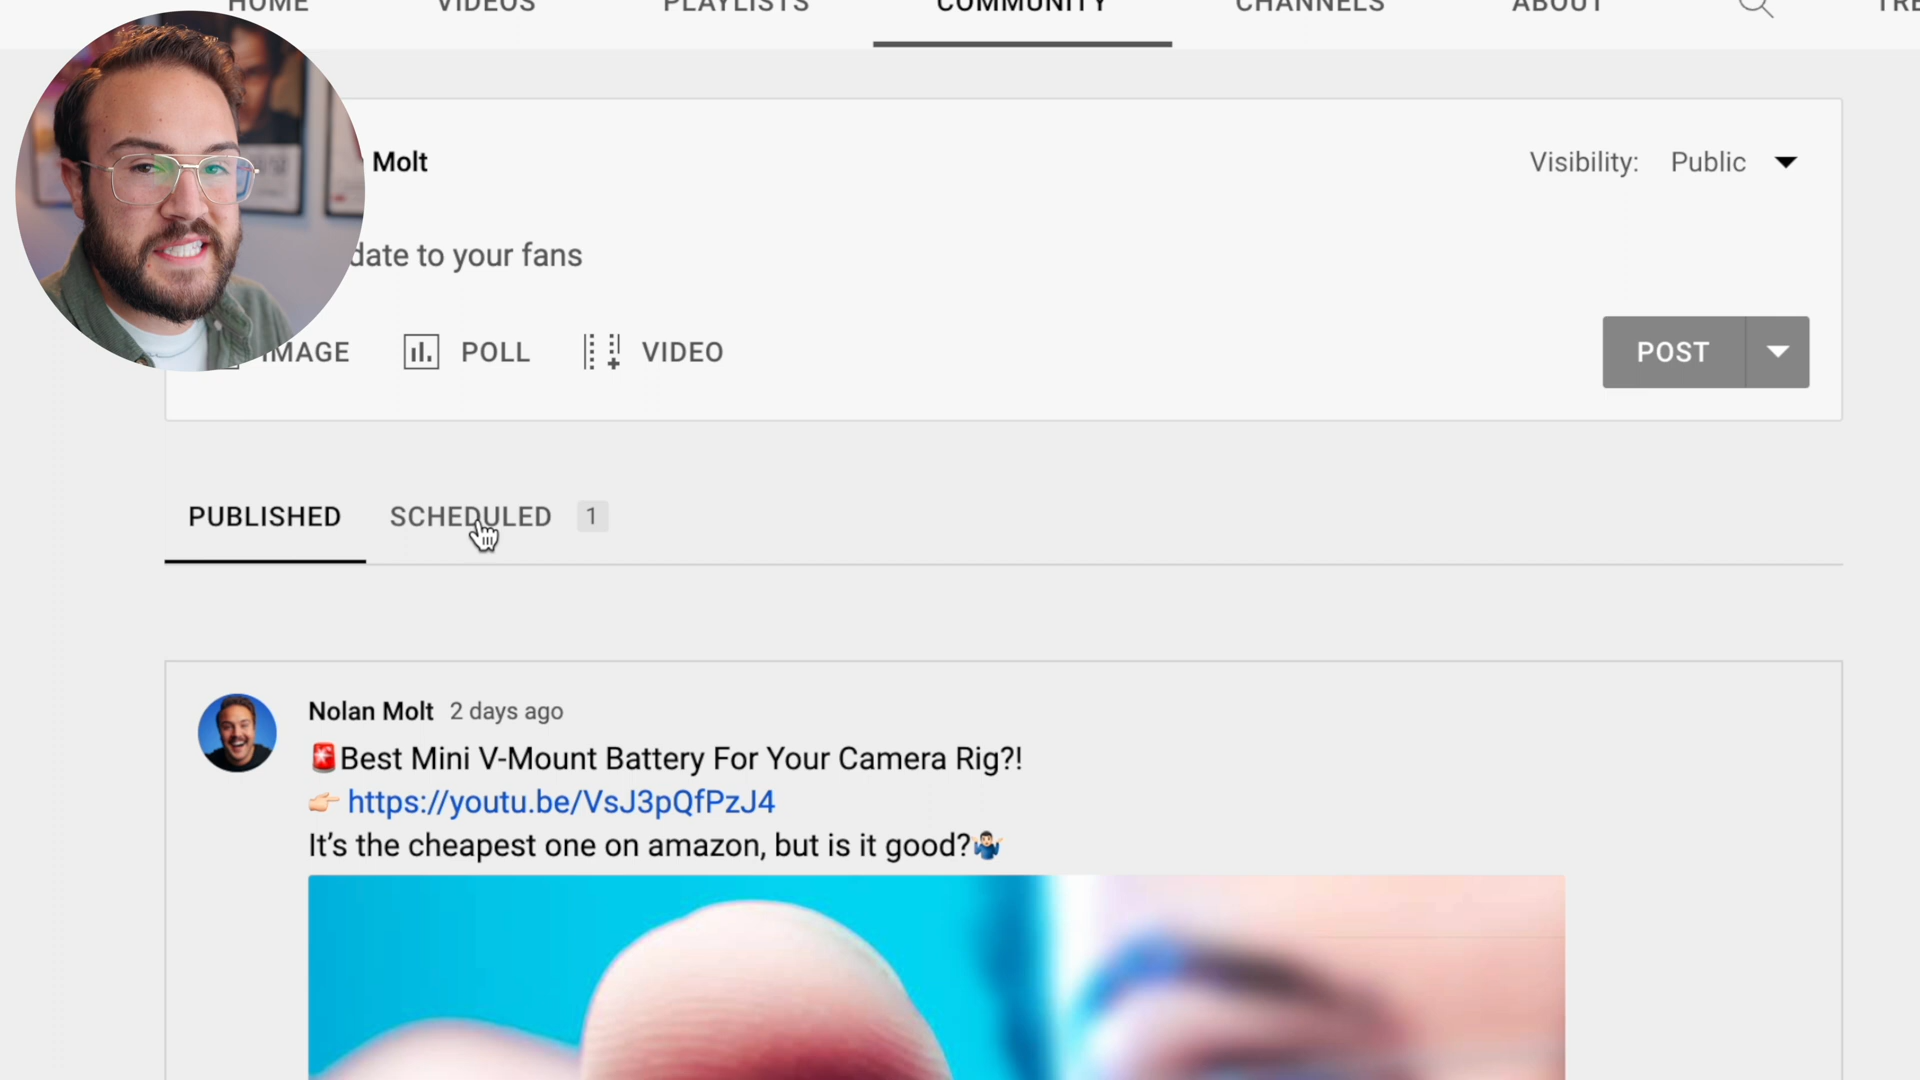 HOME VIDEOS PLAYLISTS COMMUNITY CHANNELS ABOUT
Molt Visibility: Public
date to your fans
IMAGE POLL VIDEO POST
PUBLISHED SCHEDULED 1
Nolan Molt 2 days ago
🚨Best Mini V-Mount Battery For Your Camera Rig?!
👉🏻 https://youtu.be/VsJ3pQfPzJ4
It’s the cheapest one on amazon, but is it good?🤷🏻‍♂️